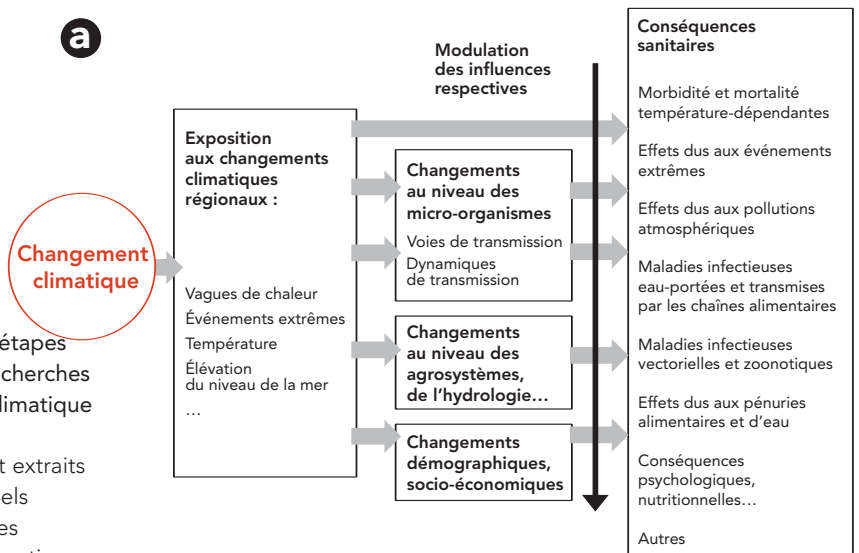 a
Modulation
des influences
respectives
Conséquences
sanitaires
Morbidité et mortalité
température-dépendantes
Effets dus aux événements
extrêmes
Effets dus aux pollutions
atmosphériques
Maladies infectieuses
eau-portées et transmises
par les chaînes alimentaires
Maladies infectieuses
vectorielles et zoonotiques
Effets dus aux pénuries
alimentaires et d'eau
Conséquences
psychologiques,
nutritionnelles…
Autres
Exposition
aux changements
climatiques
régionaux :
Vagues de chaleur
Événements extrêmes
Température
Élévation
du niveau de la mer
…
Changements
au niveau des
micro-organismes
Voies de transmission
Dynamiques
de transmission
Changements
au niveau des
agrosystèmes,
de l'hydrologie…
Changements
démographiques,
socio-économiques
Changement
climatique
étapes
cherches
limatique
t extraits
els
es